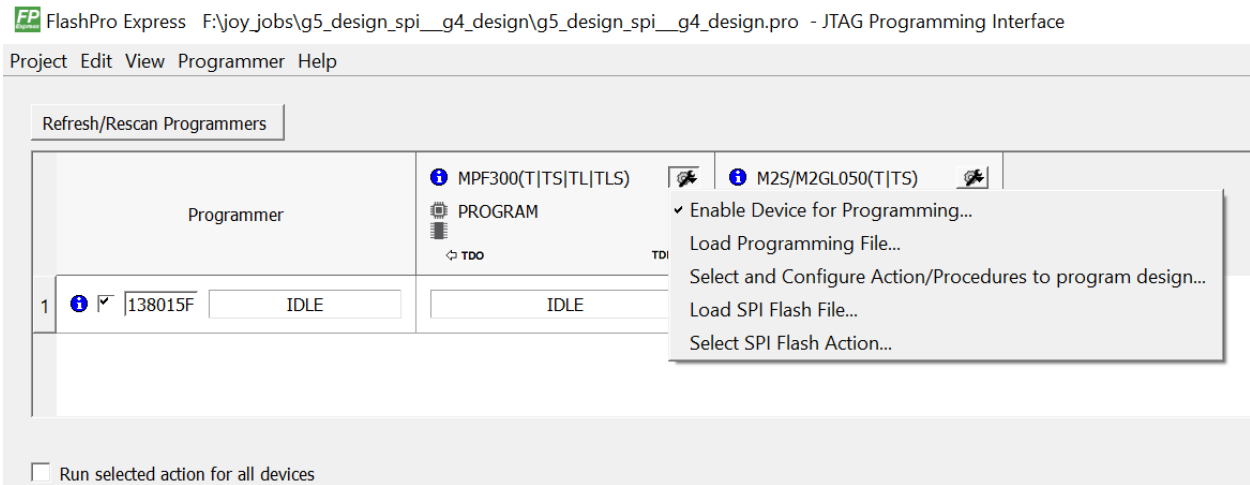 FP Express FlashPro Express F:\joy_jobs\g5_design_spi__g4_design\g5_design_spi__g4_design.pro - JTAG Programming Interface
Project Edit View Programmer Help
Refresh/Rescan Programmers
Programmer
MPF300(T|TS|TL|TLS)
PROGRAM
TDO
M2S/M2GL050(T|TS)
Enable Device for Programming...
Load Programming File...
Select and Configure Action/Procedures to program design...
Load SPI Flash File...
Select SPI Flash Action...
1 138015F IDLE IDLE
Run selected action for all devices